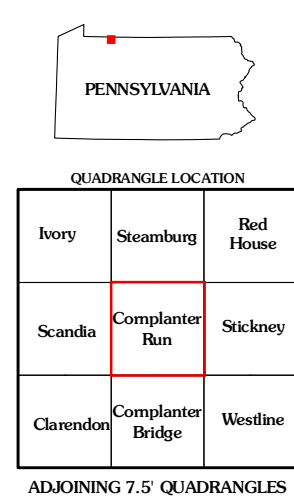 PENNSYLVANIA
QUADRANGLE LOCATION
Ivory
Steamburg
Red
House
Scandia
Cornplanter
Run
Stickney
Clarendon
Cornplanter
Bridge
Westline
ADJOINING 7.5' QUADRANGLES